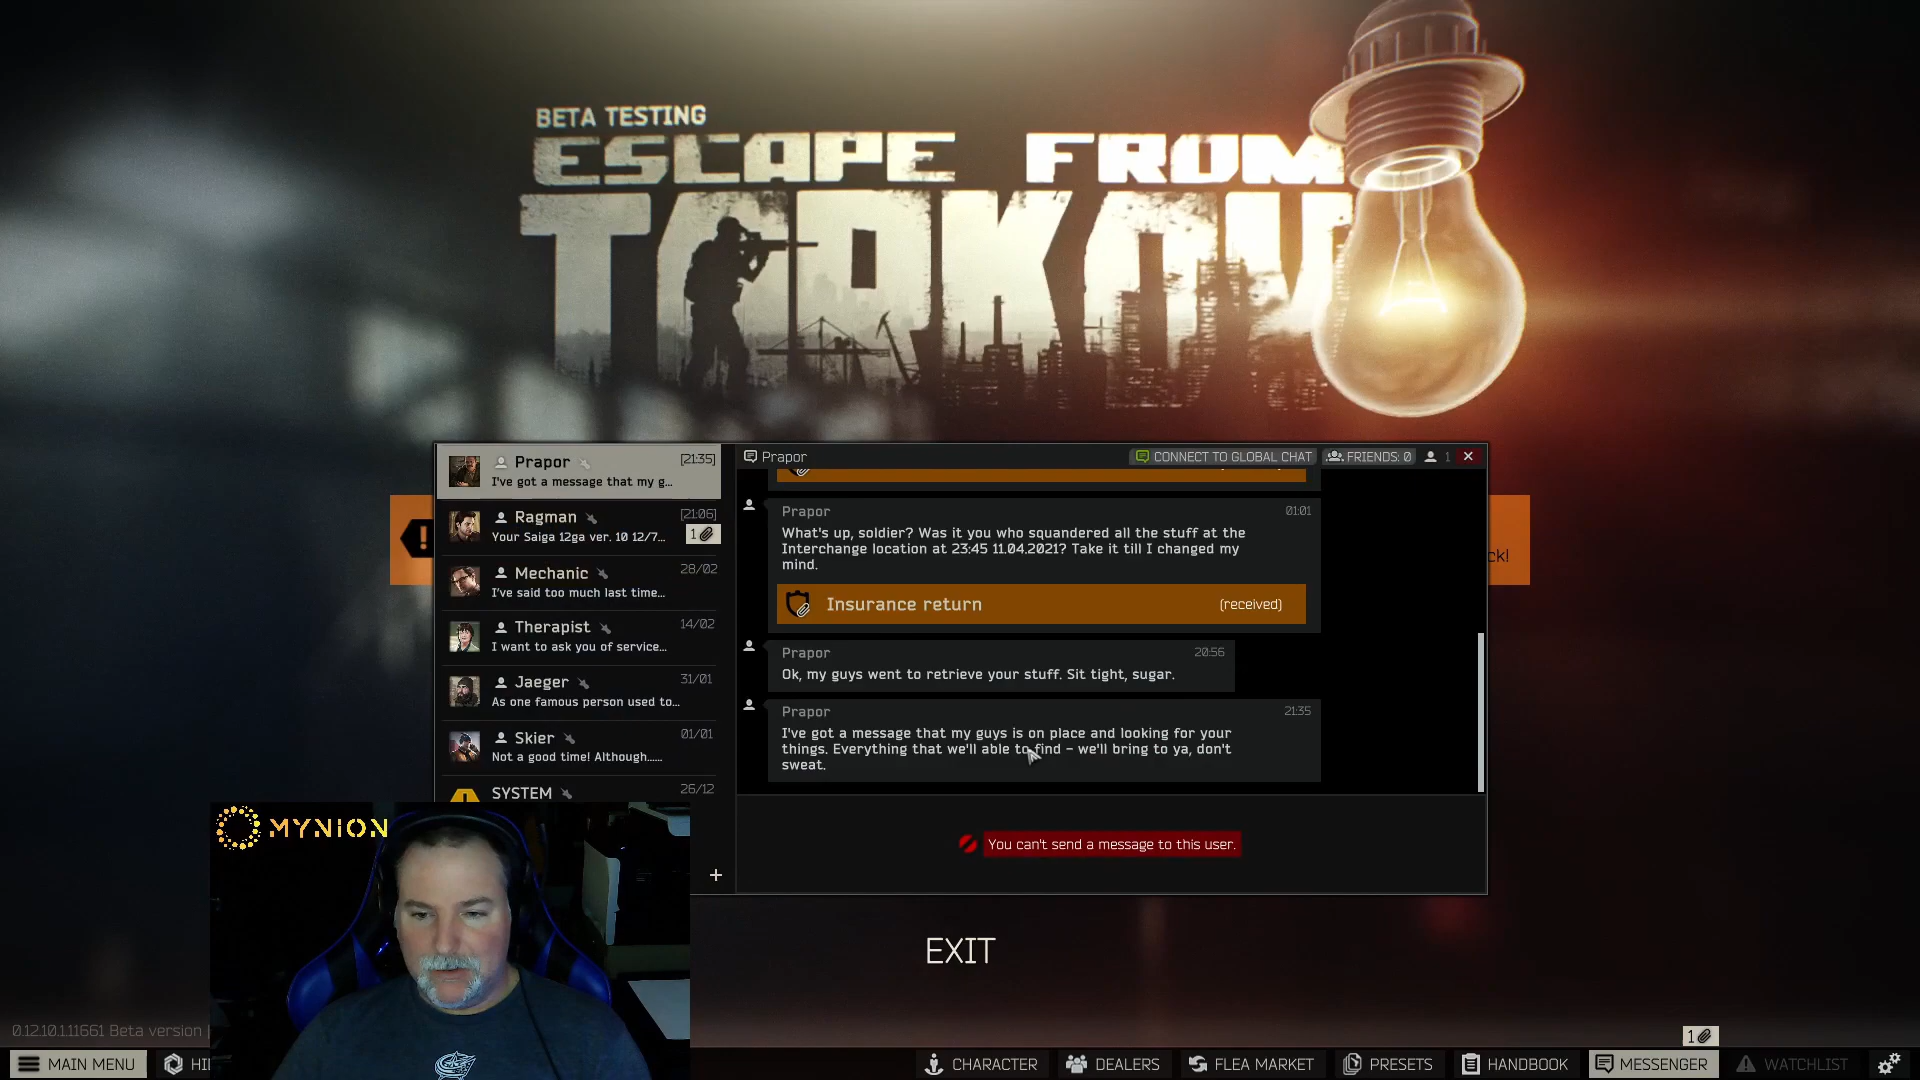 BETA TESTING
ESCAPE FROM
TARKOV
Prapor
[21:35]
I've got a message that my g...
Ragman
[21:06]
Your Saiga 12ga ver. 10 12/7...
1
Mechanic
28/02
I've said too much last time...
Therapist
14/02
I want to ask you of service...
Jaeger
31/01
As one famous person used to...
Skier
01/01
Not a good time! Although......
SYSTEM
26/12
+
Prapor
CONNECT TO GLOBAL CHAT
FRIENDS: 0
1
Prapor
01:01
What's up, soldier? Was it you who squandered all the stuff at the
Interchange location at 23:45 11.04.2021? Take it till I changed my
mind.
Insurance return
(received)
Prapor
20:56
Ok, my guys went to retrieve your stuff. Sit tight, sugar.
Prapor
21:35
I've got a message that my guys is on place and looking for your
things. Everything that we'll able to find – we'll bring to ya, don't
sweat.
You can't send a message to this user.
ck!
MYNION
EXIT
0.12.10.1.11661 Beta version
1
MAIN MENU
HI
CHARACTER
DEALERS
FLEA MARKET
PRESETS
HANDBOOK
MESSENGER
WATCHLIST